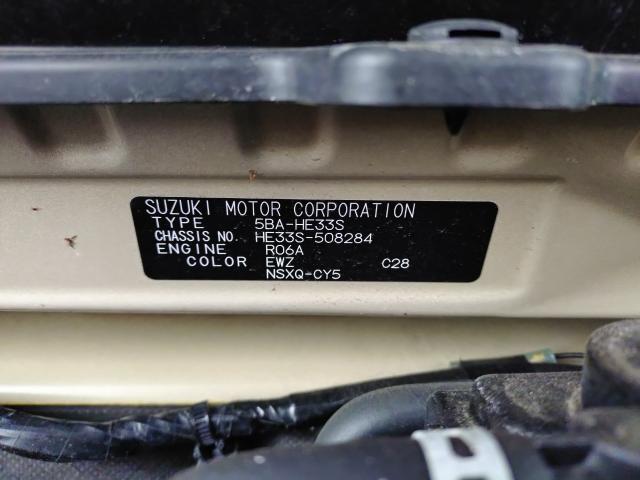 SUZUKI MOTOR CORPORATION
TYPE 5BA-HE33S
CHASSIS NO. HE33S-508284
ENGINE R06A
COLOR EWZ C28
NSXQ-CY5